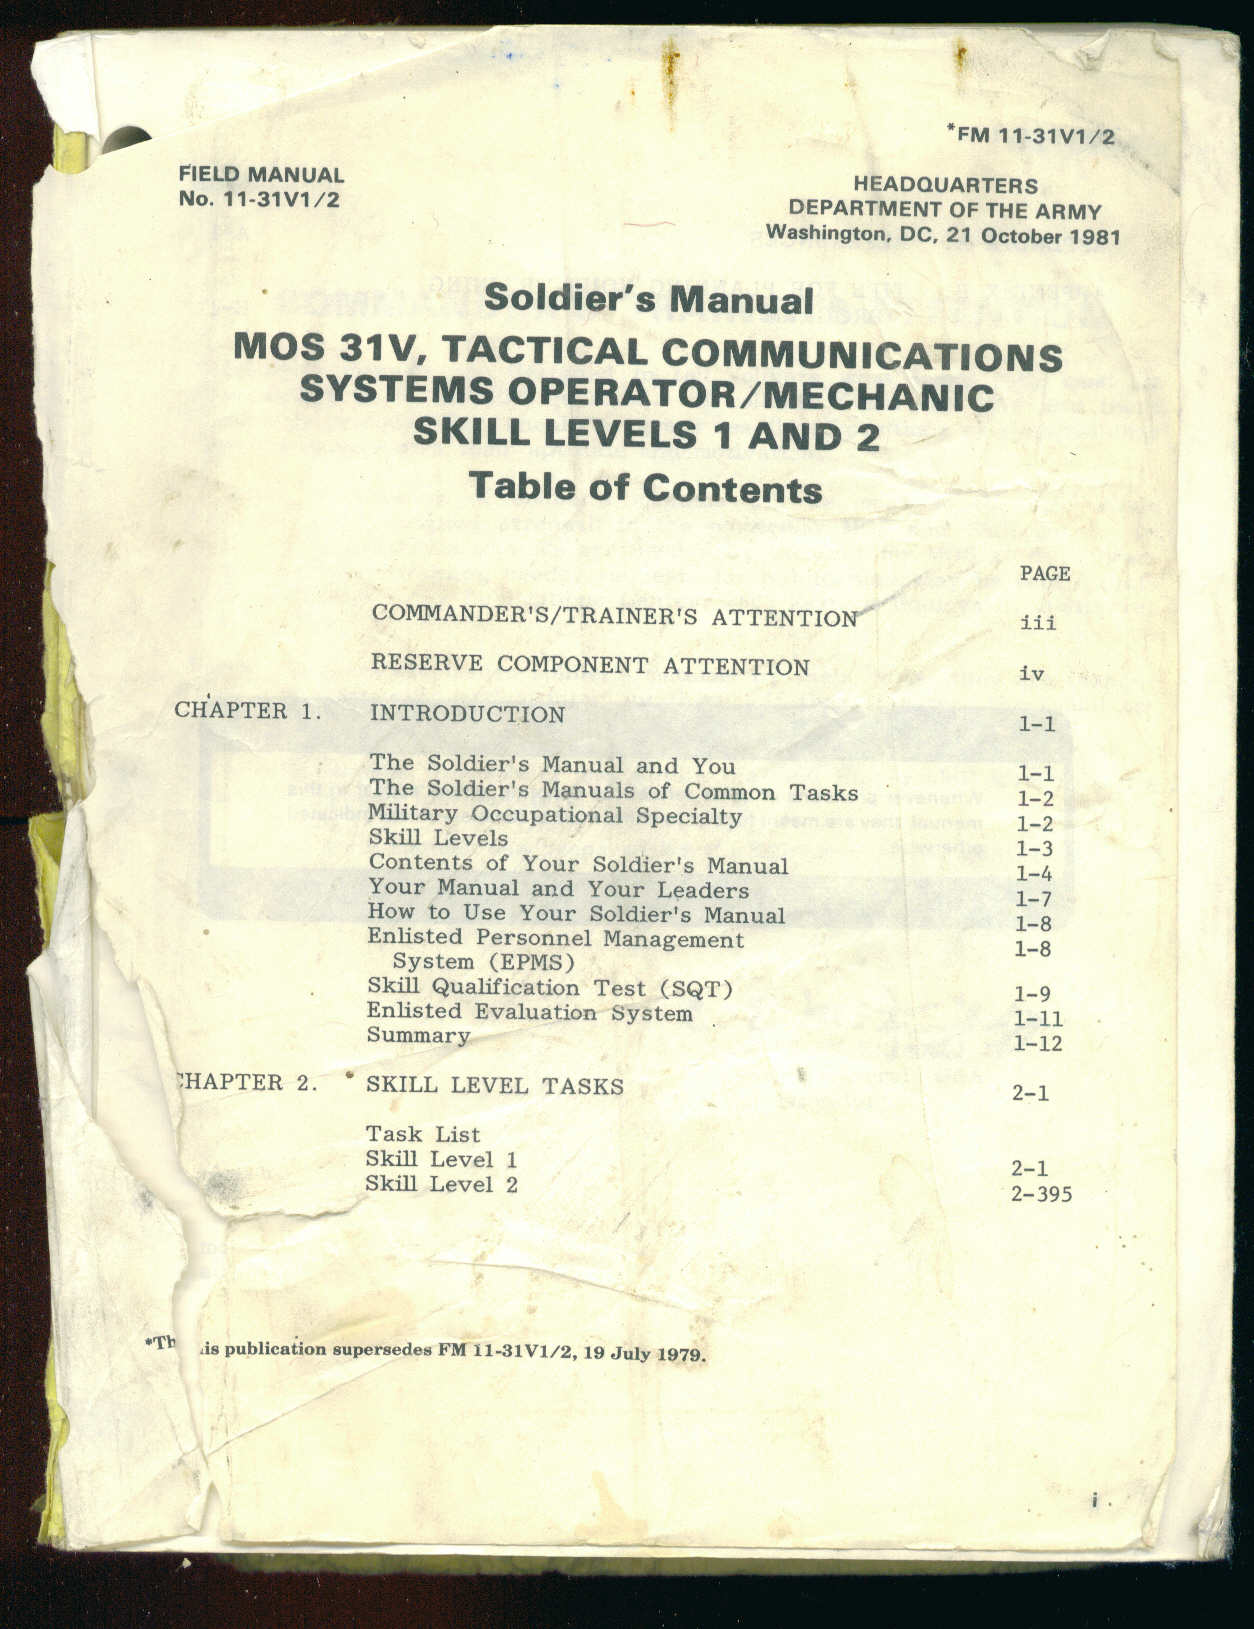 *FM 11-31V1/2
FIELD MANUAL
No. 11-31V1/2
HEADQUARTERS
DEPARTMENT OF THE ARMY
Washington, DC, 21 October 1981
Soldier's Manual
MOS 31V, TACTICAL COMMUNICATIONS
SYSTEMS OPERATOR/MECHANIC
SKILL LEVELS 1 AND 2
Table of Contents
PAGE
COMMANDER'S/TRAINER'S ATTENTION iii
RESERVE COMPONENT ATTENTION iv
CHAPTER 1. INTRODUCTION 1-1
The Soldier's Manual and You 1-1
The Soldier's Manuals of Common Tasks 1-2
Military Occupational Specialty 1-2
Skill Levels 1-3
Contents of Your Soldier's Manual 1-4
Your Manual and Your Leaders 1-7
How to Use Your Soldier's Manual 1-8
Enlisted Personnel Management 1-8
System (EPMS)
Skill Qualification Test (SQT) 1-9
Enlisted Evaluation System 1-11
Summary 1-12
CHAPTER 2. SKILL LEVEL TASKS 2-1
Task List
Skill Level 1 2-1
Skill Level 2 2-395
*This publication supersedes FM 11-31V1/2, 19 July 1979.
i